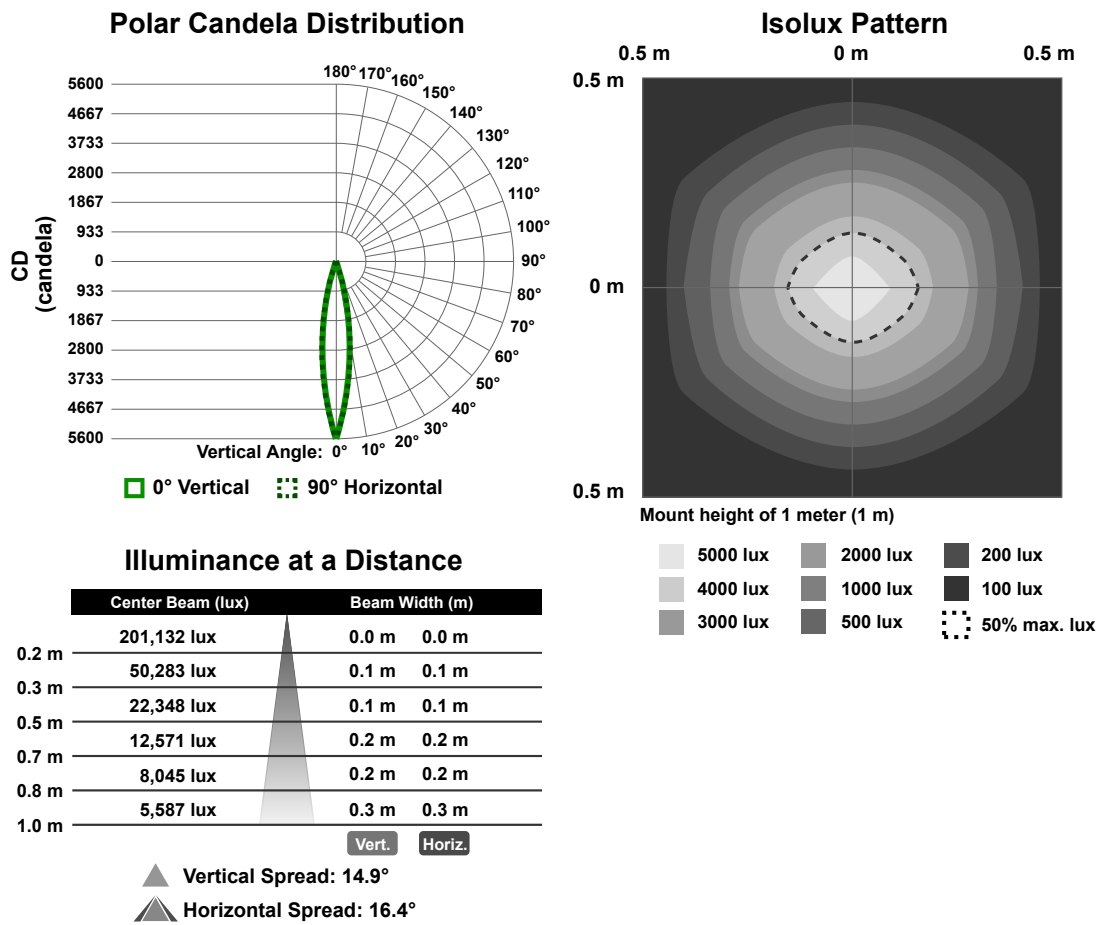 Polar Candela Distribution
CD
(candela)
5600
4667
3733
2800
1867
933
0
933
1867
2800
3733
4667
5600
180°
170°
160°
150°
140°
130°
120°
110°
100°
90°
80°
70°
60°
50°
40°
30°
20°
10°
Vertical Angle: 0°
0° Vertical
90° Horizontal
Isolux Pattern
0.5 m 0 m 0.5 m
0.5 m
0 m
0.5 m
Mount height of 1 meter (1 m)
5000 lux 2000 lux 200 lux
4000 lux 1000 lux 100 lux
3000 lux 500 lux 50% max. lux
Illuminance at a Distance
Center Beam (lux) Beam Width (m)
201,132 lux 0.0 m 0.0 m
0.2 m
50,283 lux 0.1 m 0.1 m
0.3 m
22,348 lux 0.1 m 0.1 m
0.5 m
12,571 lux 0.2 m 0.2 m
0.7 m
8,045 lux 0.2 m 0.2 m
0.8 m
5,587 lux 0.3 m 0.3 m
1.0 m
Vert. Horiz.
Vertical Spread: 14.9°
Horizontal Spread: 16.4°